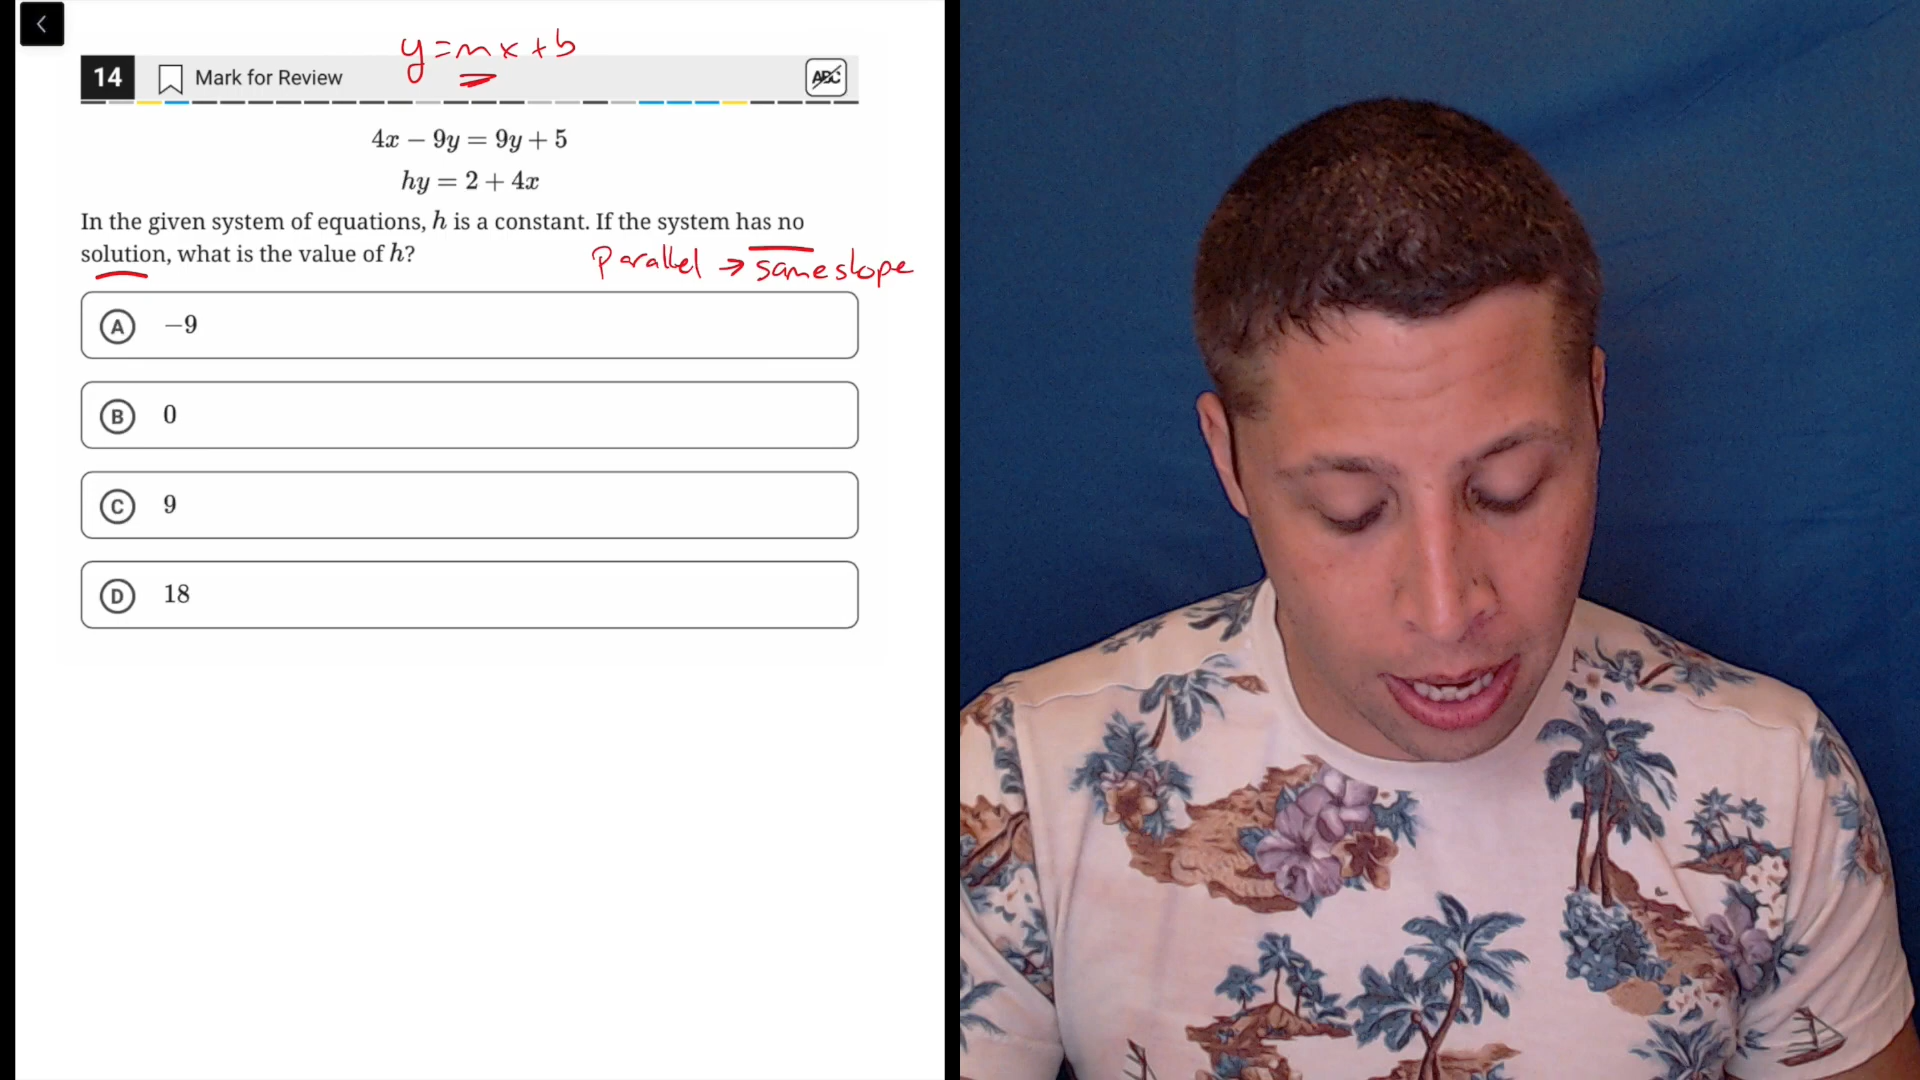 y=mx+b
14 Mark for Review ABC
4x − 9y = 9y + 5
hy = 2 + 4x
In the given system of equations, h is a constant. If the system has no
solution, what is the value of h?
Parallel → same slope
A −9
B 0
C 9
D 18